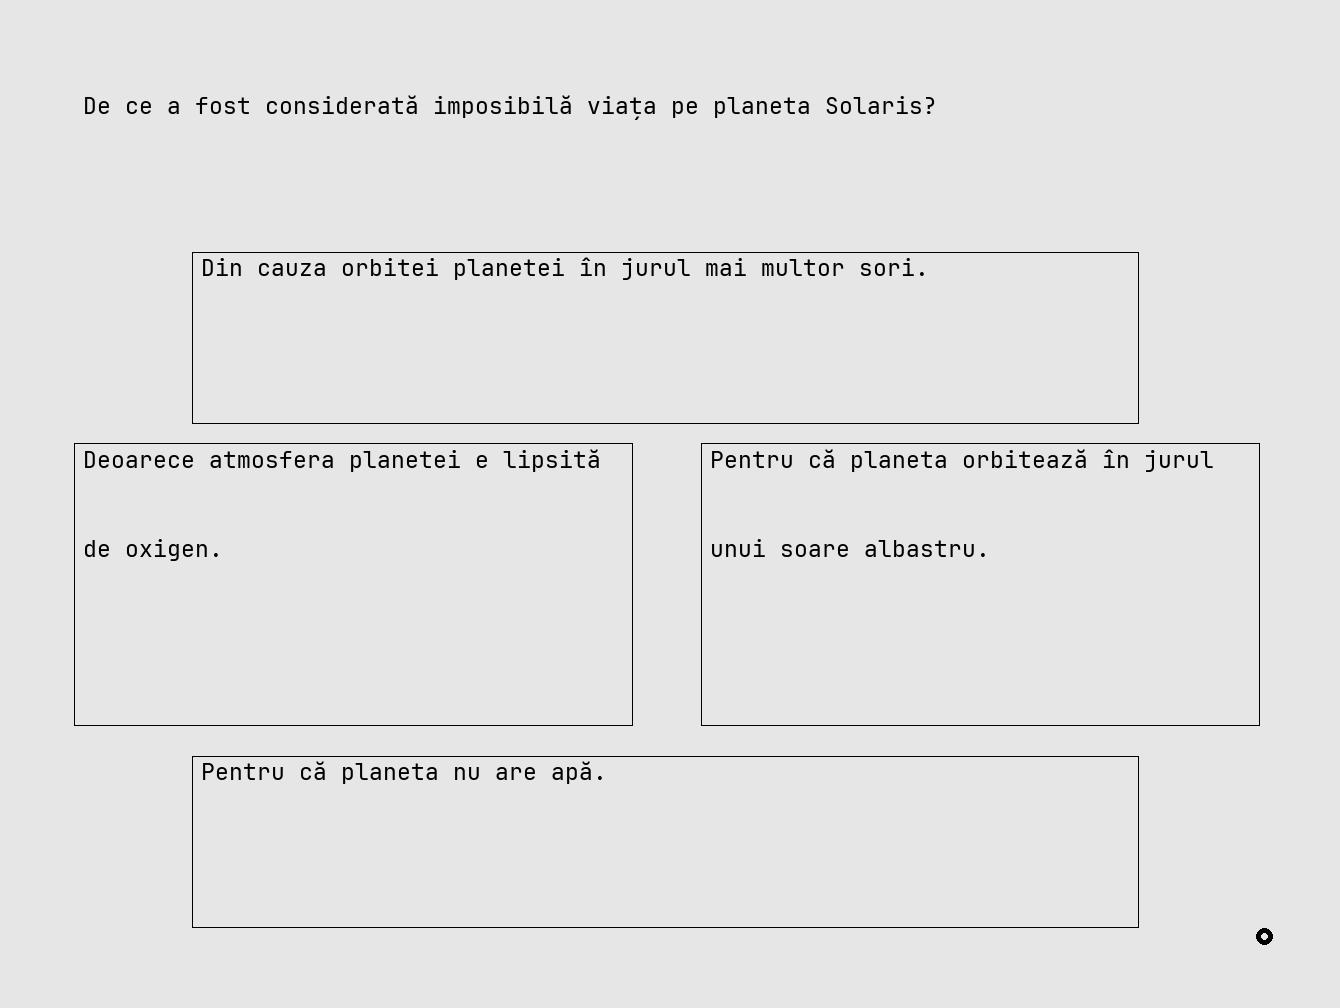 De ce a fost considerată imposibilă viața pe planeta Solaris?
Din cauza orbitei planetei în jurul mai multor sori.
Deoarece atmosfera planetei e lipsită
de oxigen.
Pentru că planeta orbitează în jurul
unui soare albastru.
Pentru că planeta nu are apă.